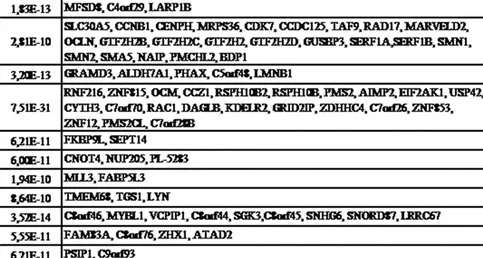 1,83E-13 MFSD8, C4orf29, LARP1B
SLC30A5, CCNB1, CENPH, MRPS36, CDK7, CCDC125, TAF9, RAD17, MARVELD2,
2,81E-10 OCLN, GTF2H2B, GTF2H2C, GTF2H2, GTF2H2D, GUSBP3, SERF1A,SERF1B, SMN1,
SMN2, SMA5, NAIP, PMCHL2, BDP1
3,20E-13 GRAMD3, ALDH7A1, PHAX, C5orf48, LMNB1
RNF216, ZNF815, OCM, CCZ1, RSPH10B2, RSPH10B, PMS2, AIMP2, EIF2AK1, USP42,
7,51E-31 CYTH3, C7orf70, RAC1, DAGLB, KDELR2, GRID2IP, ZDHHC4, C7orf26, ZNF853,
ZNF12, PMS2CL, C7orf28B
6,21E-11 FKBP9L, SEPT14
6,00E-11 CNOT4, NUP205, PL-5283
1,94E-10 MLL3, FABP5L3
8,64E-10 TMEM68, TGS1, LYN
3,52E-14 C8orf46, MYBL1, VCPIP1, C8orf44, SGK3,C8orf45, SNHG6, SNORD87, LRRC67
5,55E-11 FAM83A, C8orf76, ZHX1, ATAD2
6,21E-11 PSIP1, C9orf93